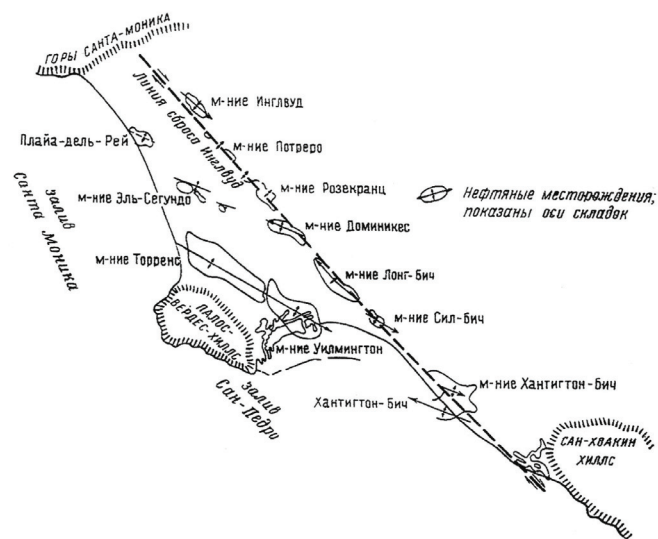 ГОРЫ САНТА-МОНИКА
м-ние Инглвуд
Линия сброса Инглвуд
Плайа-дель-Рей
м-ние Потреро
залив
Санта Моника
м-ние Эль-Сегундо
м-ние Розекранц
Нефтяные месторождения;
показаны оси складок
м-ние Доминикес
м-ние Торренс
м-ние Лонг-Бич
ПАЛОС-
ВЕРДЕС-ХИЛЛС
м-ние Сил-Бич
м-ние Уилмингтон
залив
Сан-Педро
м-ние Хантигтон-Бич
Хантигтон-Бич
САН-ХВАКИН
ХИЛЛС